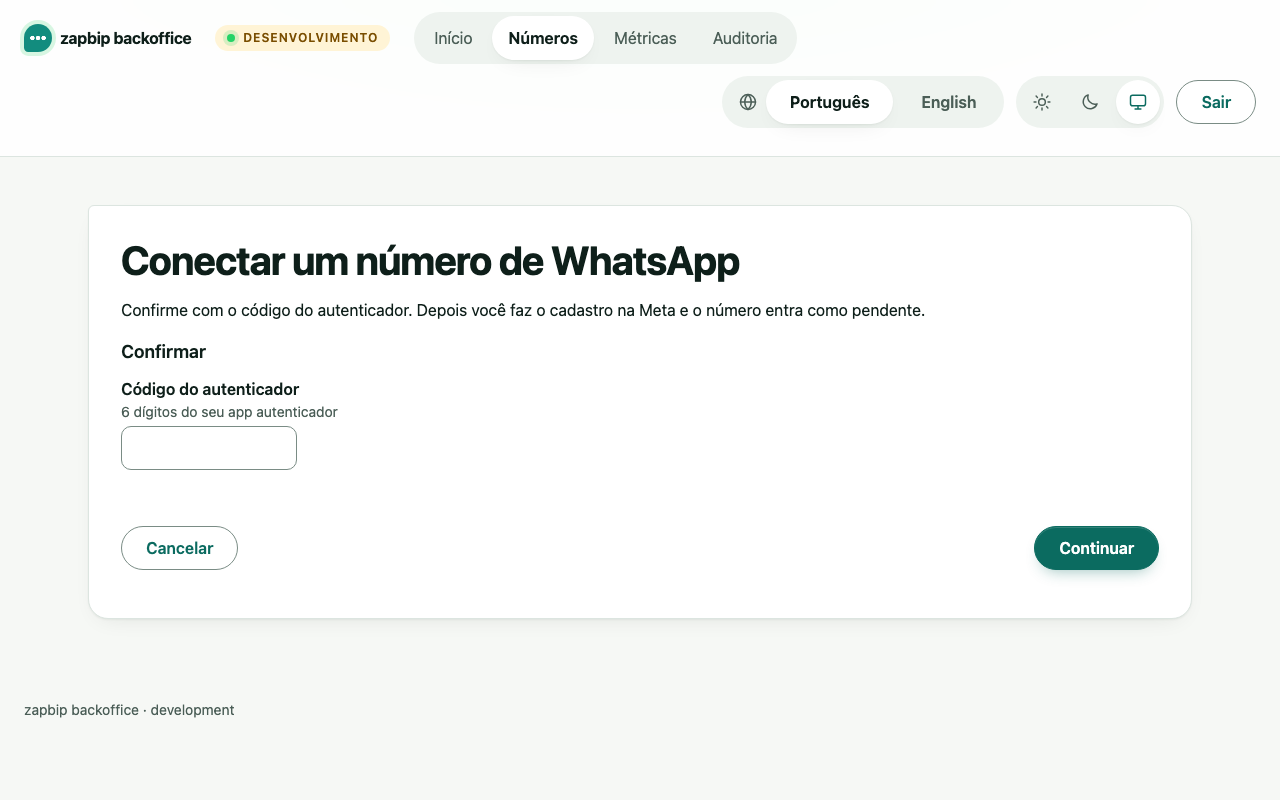 zapbip backoffice
DESENVOLVIMENTO
Início
Números
Métricas
Auditoria
Português
English
Sair
Conectar um número de WhatsApp
Confirme com o código do autenticador. Depois você faz o cadastro na Meta e o número entra como pendente.
Confirmar
Código do autenticador
6 dígitos do seu app autenticador
Cancelar
Continuar
zapbip backoffice · development